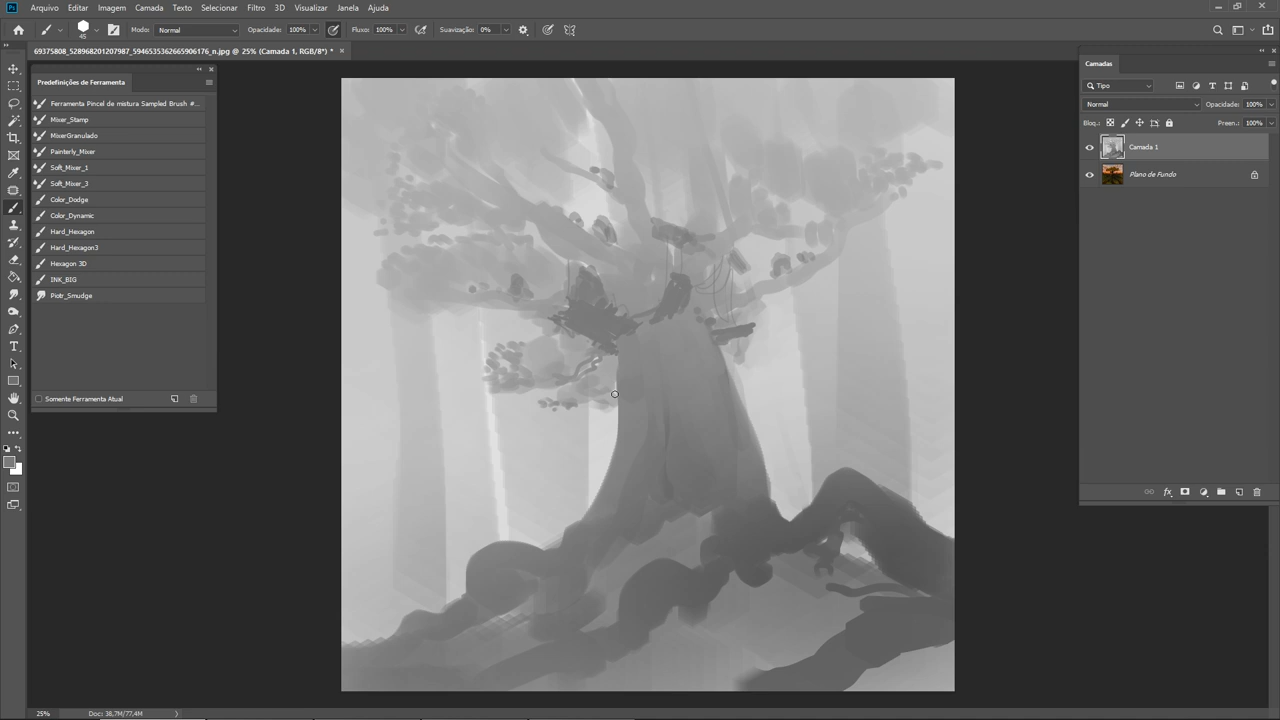 Ps Arquivo Editar Imagem Camada Texto Selecionar Filtro 3D Visualizar Janela Ajuda
45 Modo: Normal Opacidade: 100% Fluxo: 100% Suavização: 0%
69375808_528968201207987_5946535362665906176_n.jpg @ 25% (Camada 1, RGB/8*) *
Predefinições de Ferramenta
Ferramenta Pincel de mistura Sampled Brush #...
Mixer_Stamp
MixerGranulado
Painterly_Mixer
Soft_Mixer_1
Soft_Mixer_3
Color_Dodge
Color_Dynamic
Hard_Hexagon
Hard_Hexagon3
Hexagon 3D
INK_BIG
Piotr_Smudge
Somente Ferramenta Atual
Camadas
Tipo
Normal Opacidade: 100%
Bloq.: Preen.: 100%
Camada 1
Plano de Fundo
fx
25% Doc: 38,7M/77,4M